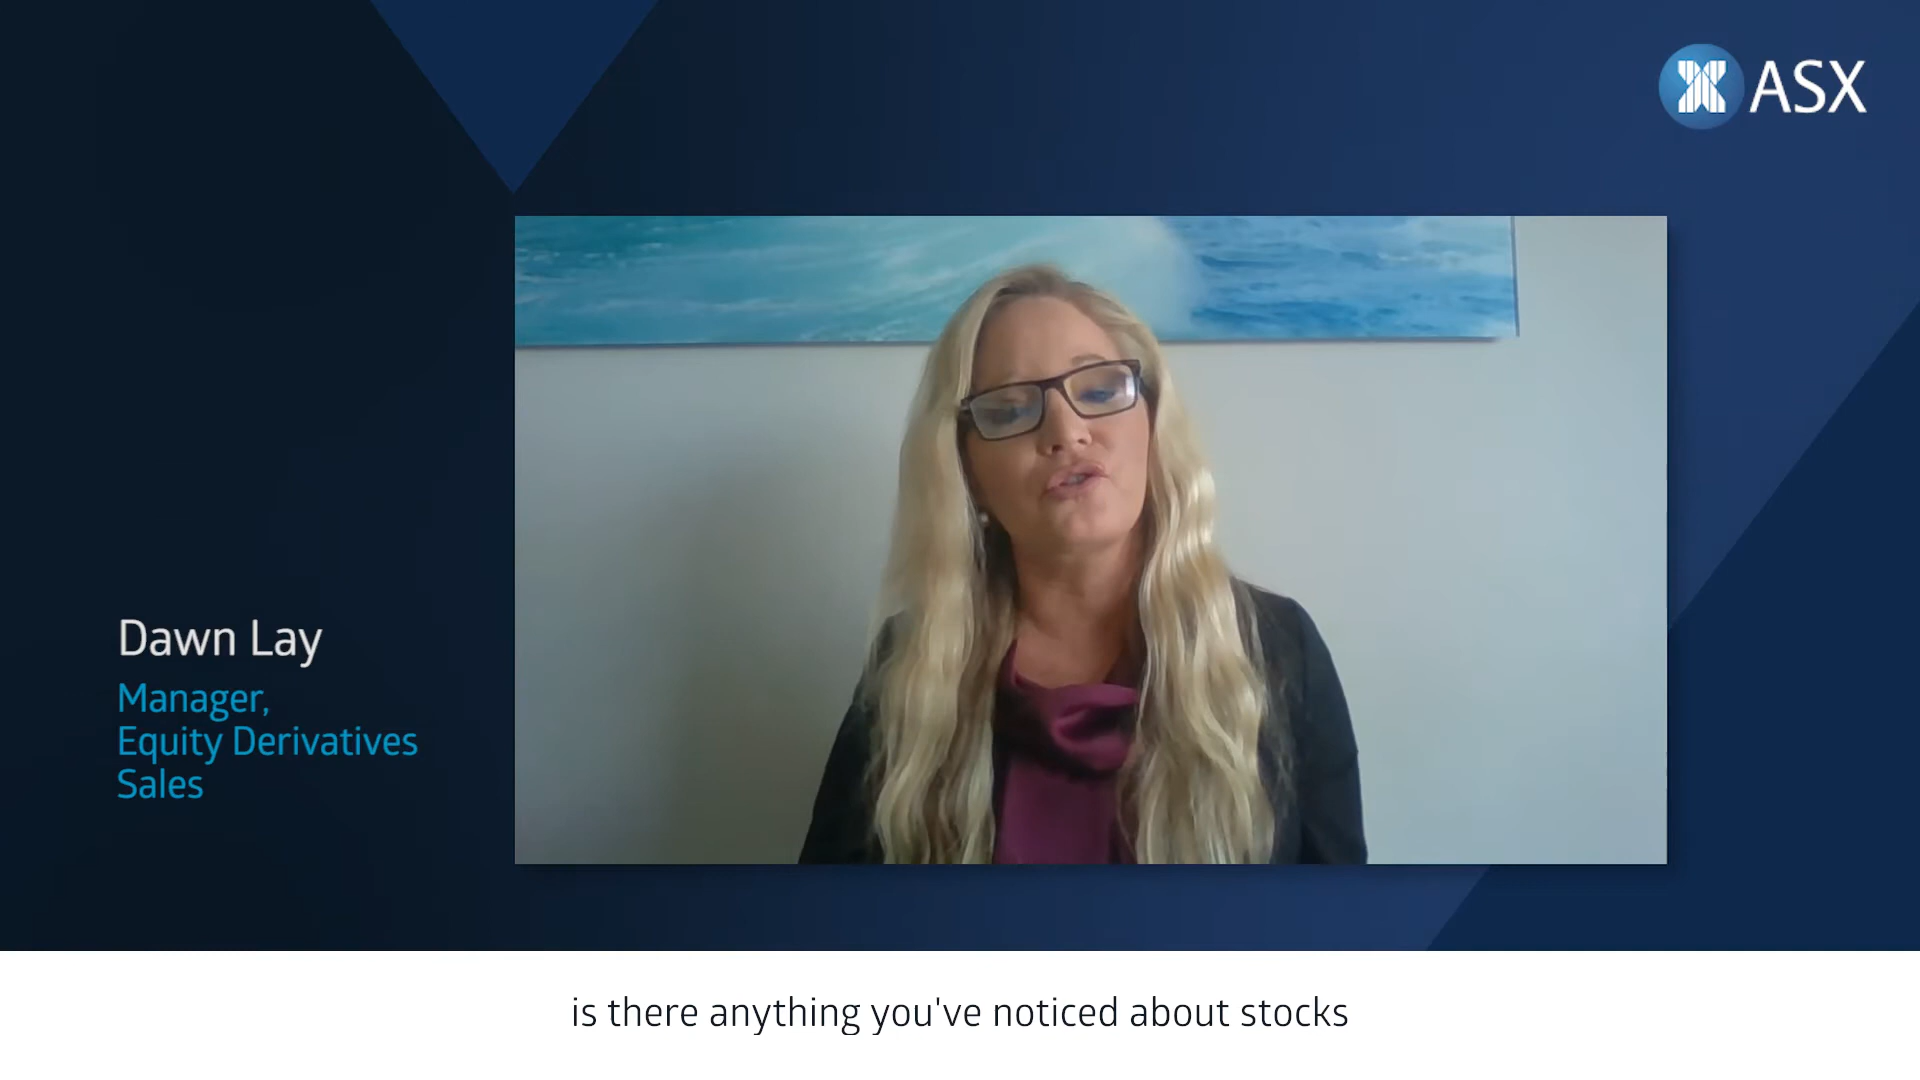 ASX
Dawn Lay
Manager,
Equity Derivatives
Sales
is there anything you've noticed about stocks